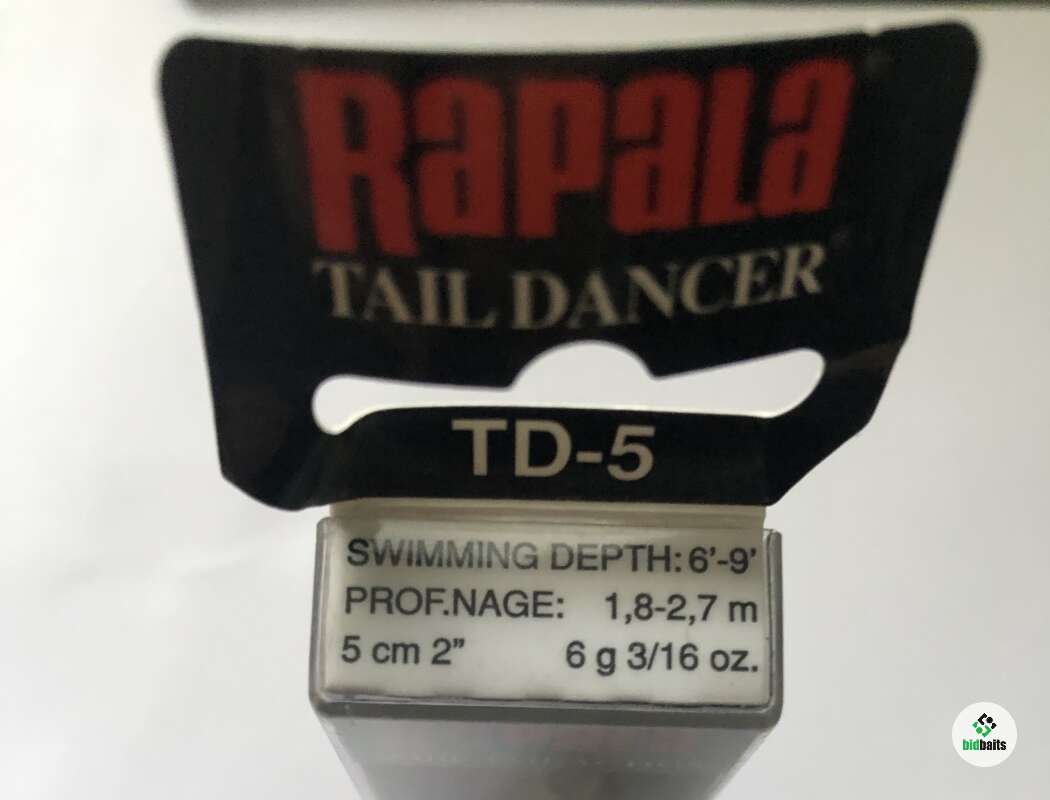 Rapala
TAIL DANCER
TD-5
SWIMMING DEPTH: 6'-9'
PROF.NAGE: 1,8-2,7 m
5 cm 2” 6 g 3/16 oz.
bidbaits